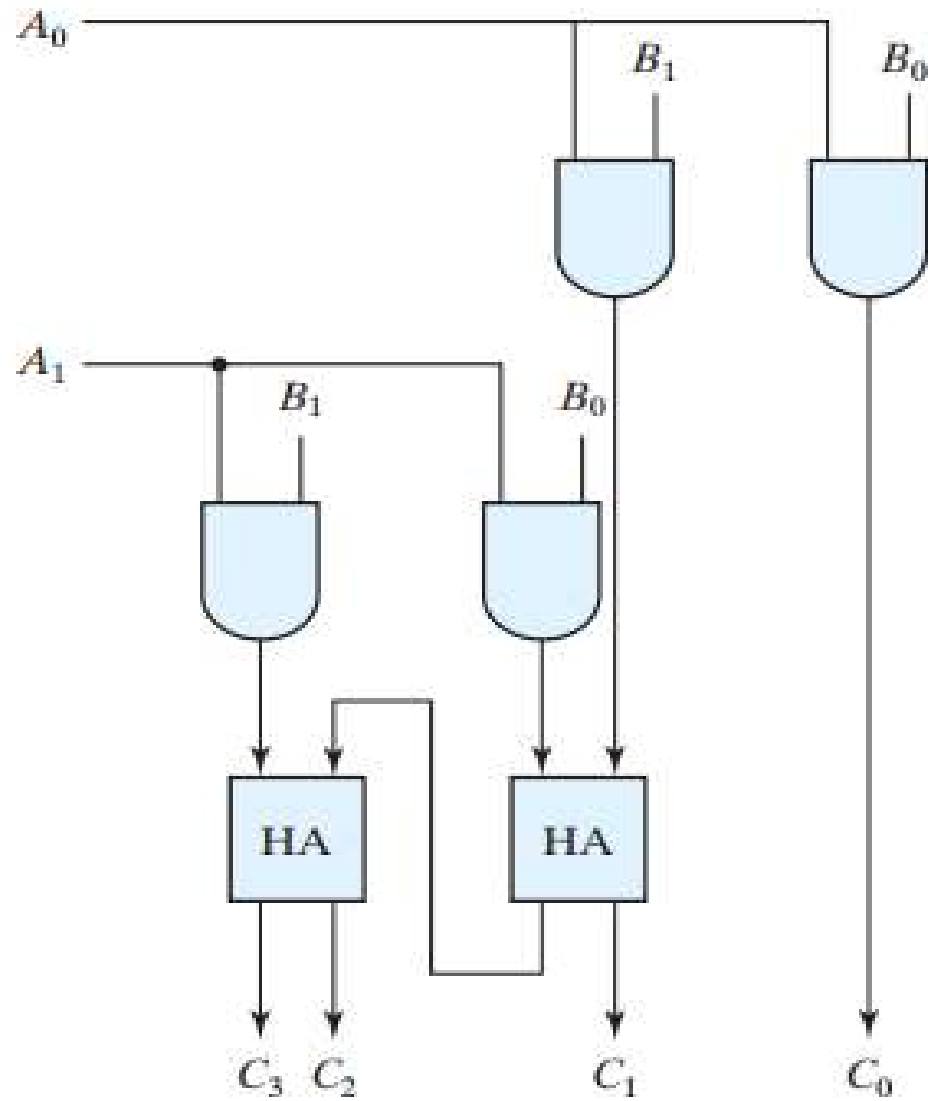 A₀
B₁ B₀
A₁
B₁ B₀
HA HA
C₃ C₂ C₁ C₀